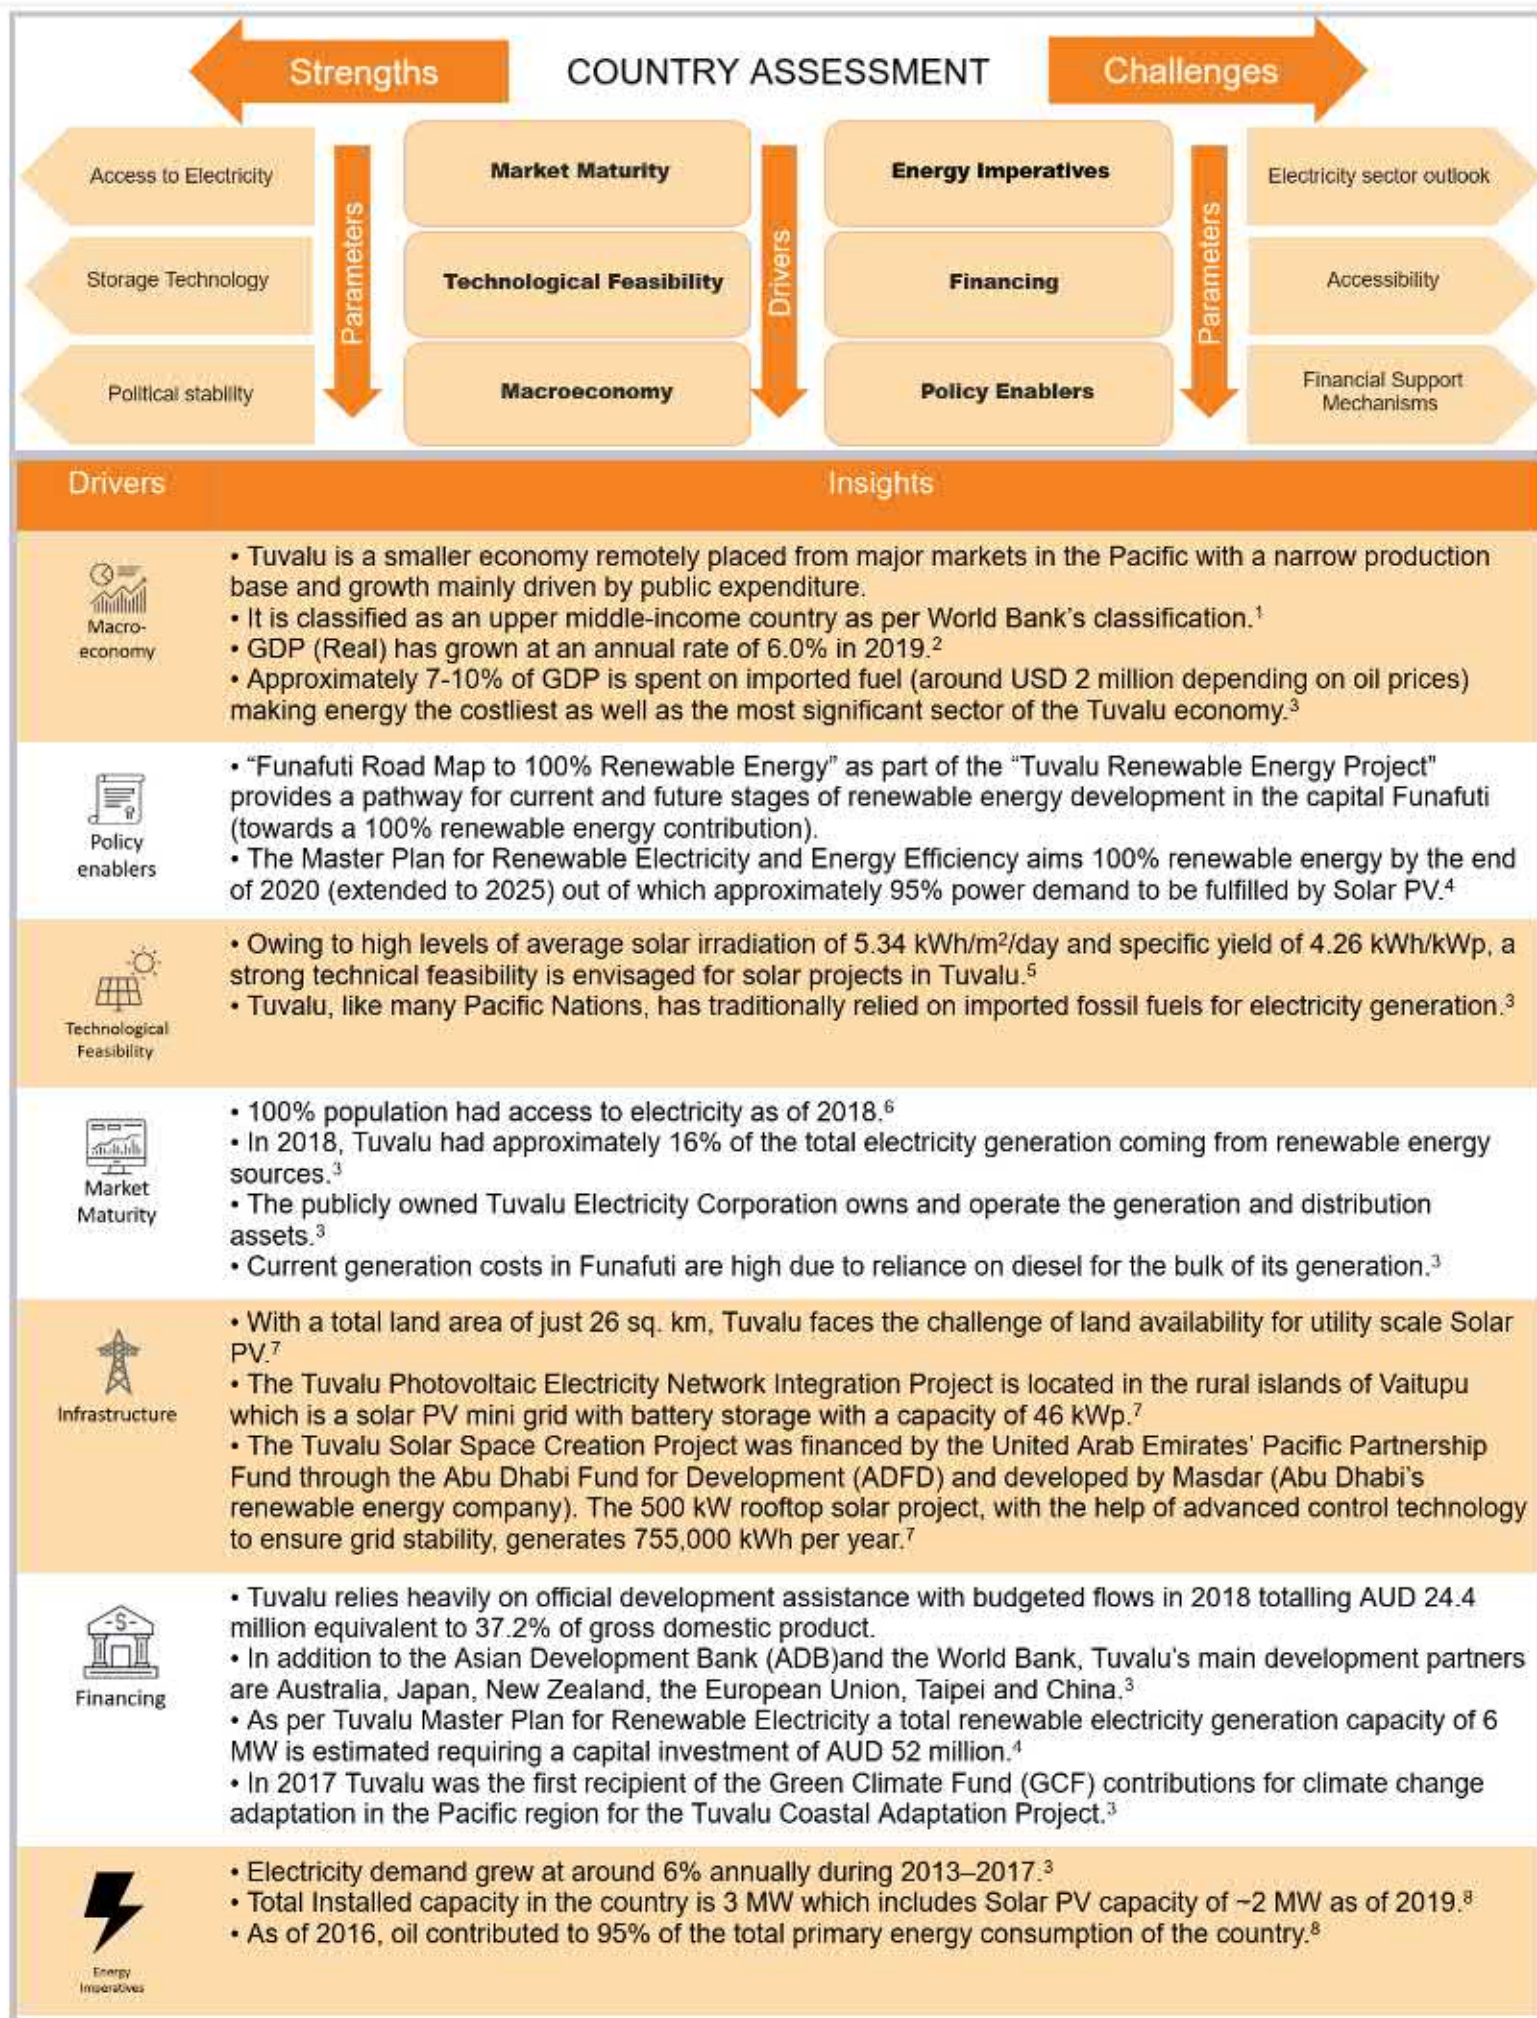 Strengths
COUNTRY ASSESSMENT
Challenges
Access to Electricity
Storage Technology
Political stability
Parameters
Market Maturity
Technological Feasibility
Macroeconomy
Drivers
Energy Imperatives
Financing
Policy Enablers
Parameters
Electricity sector outlook
Accessibility
Financial Support
Mechanisms
Drivers
Insights
Macro-
economy
• Tuvalu is a smaller economy remotely placed from major markets in the Pacific with a narrow production
base and growth mainly driven by public expenditure.
• It is classified as an upper middle-income country as per World Bank's classification.¹
• GDP (Real) has grown at an annual rate of 6.0% in 2019.²
• Approximately 7-10% of GDP is spent on imported fuel (around USD 2 million depending on oil prices)
making energy the costliest as well as the most significant sector of the Tuvalu economy.³
Policy
enablers
• “Funafuti Road Map to 100% Renewable Energy” as part of the “Tuvalu Renewable Energy Project”
provides a pathway for current and future stages of renewable energy development in the capital Funafuti
(towards a 100% renewable energy contribution).
• The Master Plan for Renewable Electricity and Energy Efficiency aims 100% renewable energy by the end
of 2020 (extended to 2025) out of which approximately 95% power demand to be fulfilled by Solar PV.⁴
Technological
Feasibility
• Owing to high levels of average solar irradiation of 5.34 kWh/m²/day and specific yield of 4.26 kWh/kWp, a
strong technical feasibility is envisaged for solar projects in Tuvalu.⁵
• Tuvalu, like many Pacific Nations, has traditionally relied on imported fossil fuels for electricity generation.³
Market
Maturity
• 100% population had access to electricity as of 2018.⁶
• In 2018, Tuvalu had approximately 16% of the total electricity generation coming from renewable energy
sources.³
• The publicly owned Tuvalu Electricity Corporation owns and operate the generation and distribution
assets.³
• Current generation costs in Funafuti are high due to reliance on diesel for the bulk of its generation.³
Infrastructure
• With a total land area of just 26 sq. km, Tuvalu faces the challenge of land availability for utility scale Solar
PV.⁷
• The Tuvalu Photovoltaic Electricity Network Integration Project is located in the rural islands of Vaitupu
which is a solar PV mini grid with battery storage with a capacity of 46 kWp.⁷
• The Tuvalu Solar Space Creation Project was financed by the United Arab Emirates' Pacific Partnership
Fund through the Abu Dhabi Fund for Development (ADFD) and developed by Masdar (Abu Dhabi's
renewable energy company). The 500 kW rooftop solar project, with the help of advanced control technology
to ensure grid stability, generates 755,000 kWh per year.⁷
Financing
• Tuvalu relies heavily on official development assistance with budgeted flows in 2018 totalling AUD 24.4
million equivalent to 37.2% of gross domestic product.
• In addition to the Asian Development Bank (ADB)and the World Bank, Tuvalu's main development partners
are Australia, Japan, New Zealand, the European Union, Taipei and China.³
• As per Tuvalu Master Plan for Renewable Electricity a total renewable electricity generation capacity of 6
MW is estimated requiring a capital investment of AUD 52 million.⁴
• In 2017 Tuvalu was the first recipient of the Green Climate Fund (GCF) contributions for climate change
adaptation in the Pacific region for the Tuvalu Coastal Adaptation Project.³
Energy
Imperatives
• Electricity demand grew at around 6% annually during 2013–2017.³
• Total Installed capacity in the country is 3 MW which includes Solar PV capacity of ~2 MW as of 2019.⁸
• As of 2016, oil contributed to 95% of the total primary energy consumption of the country.⁸